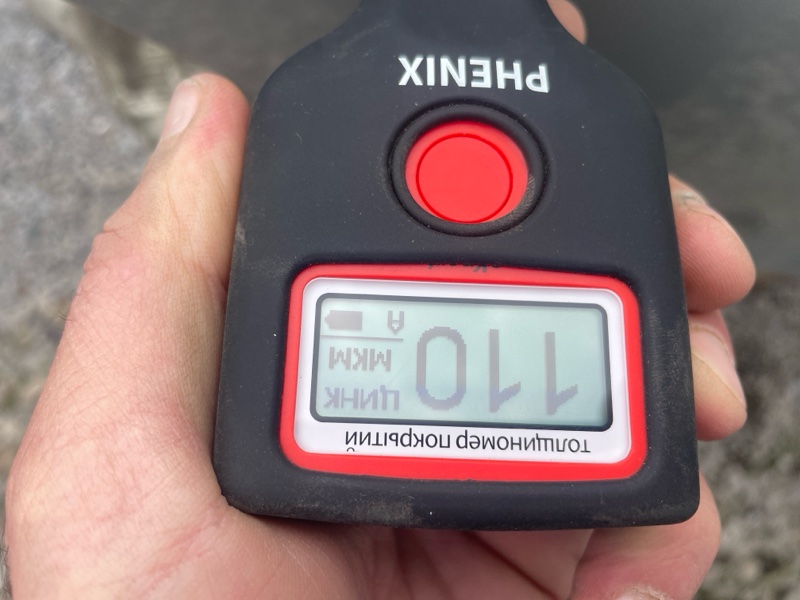 толщиномер покрытий
110 ЦИНК
МКМ
A
PHENIX